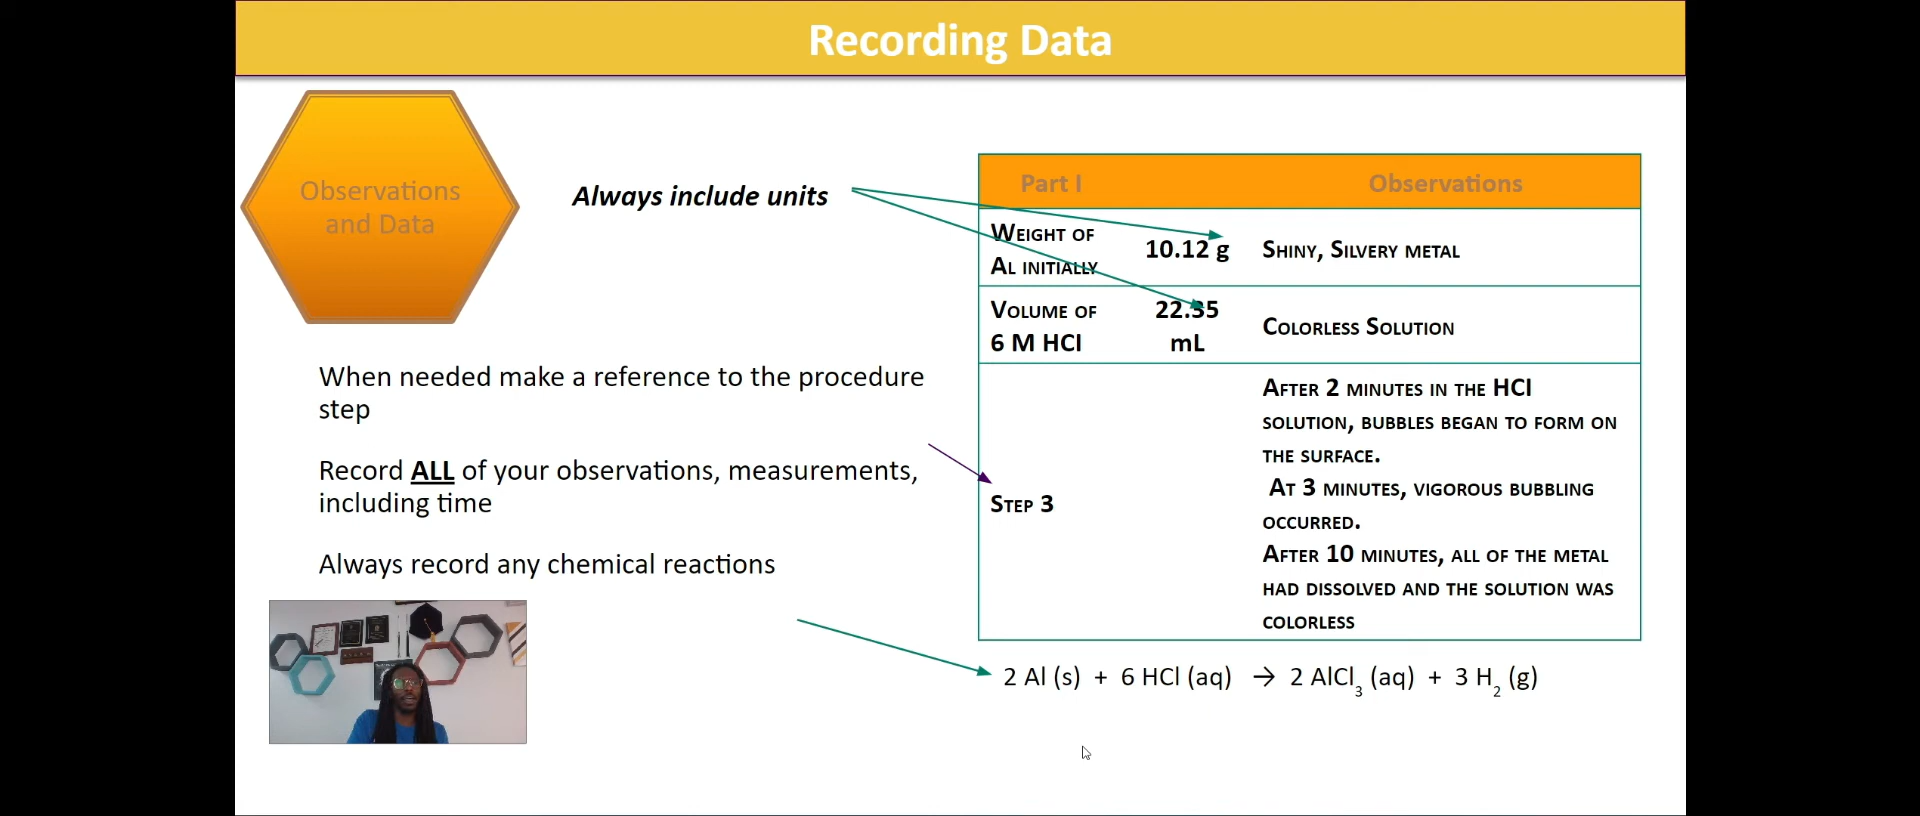 Recording Data
Observations
and Data
Always include units
When needed make a reference to the procedure
step
Record ALL of your observations, measurements,
including time
Always record any chemical reactions
Part I Observations
WEIGHT OF
AL INITIALLY
10.12 g
SHINY, SILVERY METAL
VOLUME OF
6 M HCl
22.35
mL
COLORLESS SOLUTION
STEP 3
AFTER 2 MINUTES IN THE HCl
SOLUTION, BUBBLES BEGAN TO FORM ON
THE SURFACE.
AT 3 MINUTES, VIGOROUS BUBBLING
OCCURRED.
AFTER 10 MINUTES, ALL OF THE METAL
HAD DISSOLVED AND THE SOLUTION WAS
COLORLESS
2 Al (s) + 6 HCl (aq) → 2 AlCl₃ (aq) + 3 H₂ (g)